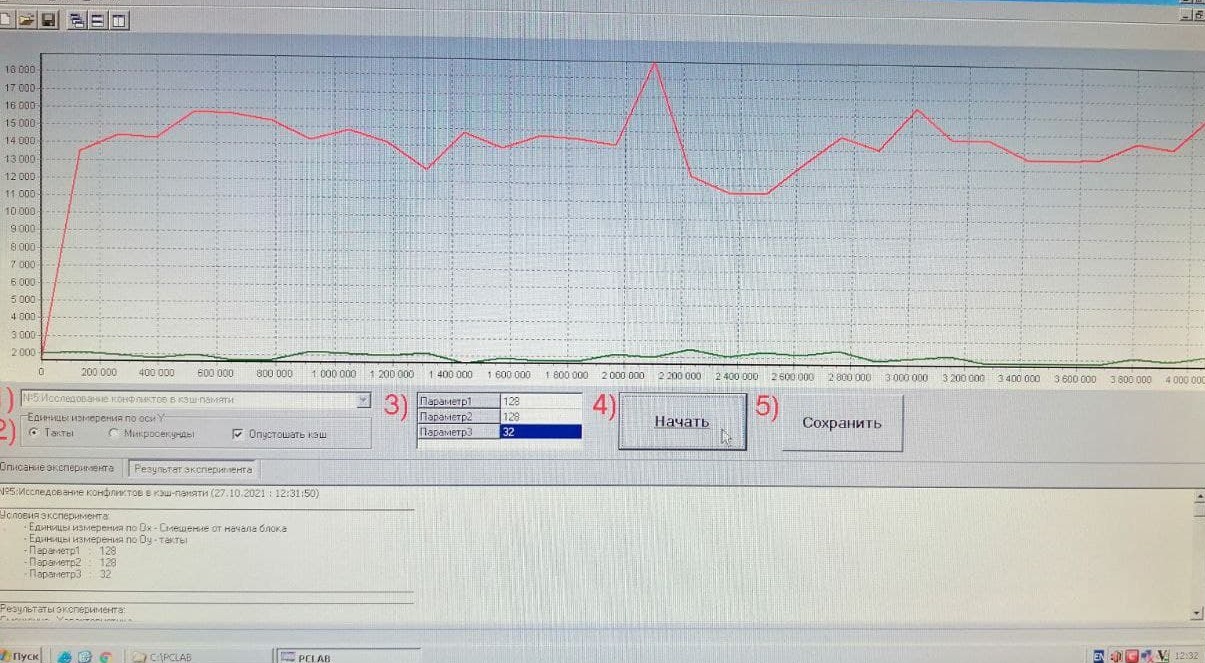 18 000
17 000
16 000
15 000
14 000
13 000
12 000
11 000
10 000
9 000
8 000
7 000
6 000
5 000
4 000
3 000
2 000
0 200 000 400 000 600 000 800 000 1 000 000 1 200 000 1 400 000 1 600 000 1 800 000 2 000 000 2 200 000 2 400 000 2 600 000 2 800 000 3 000 000 3 200 000 3 400 000 3 600 000 3 800 000 4 000 000
1) №5:Исследование конфликтов в кэш-памяти
2) Единицы измерения по оси Y
Такты Микросекунды Опустошать кэш
3) Параметр1 128
Параметр2 128
Параметр3 32
4) Начать
5) Сохранить
Описание эксперимента Результат эксперимента
№5:Исследование конфликтов в кэш-памяти (27.10.2021 : 12:31:50)
Условия эксперимента:
- Единицы измерения по Ox - Смещение от начала блока
- Единицы измерения по Oy - такты
- Параметр1 : 128
- Параметр2 : 128
- Параметр3 : 32
Результаты эксперимента:
Пуск C:\PCLAB PCLAB EN 12:32